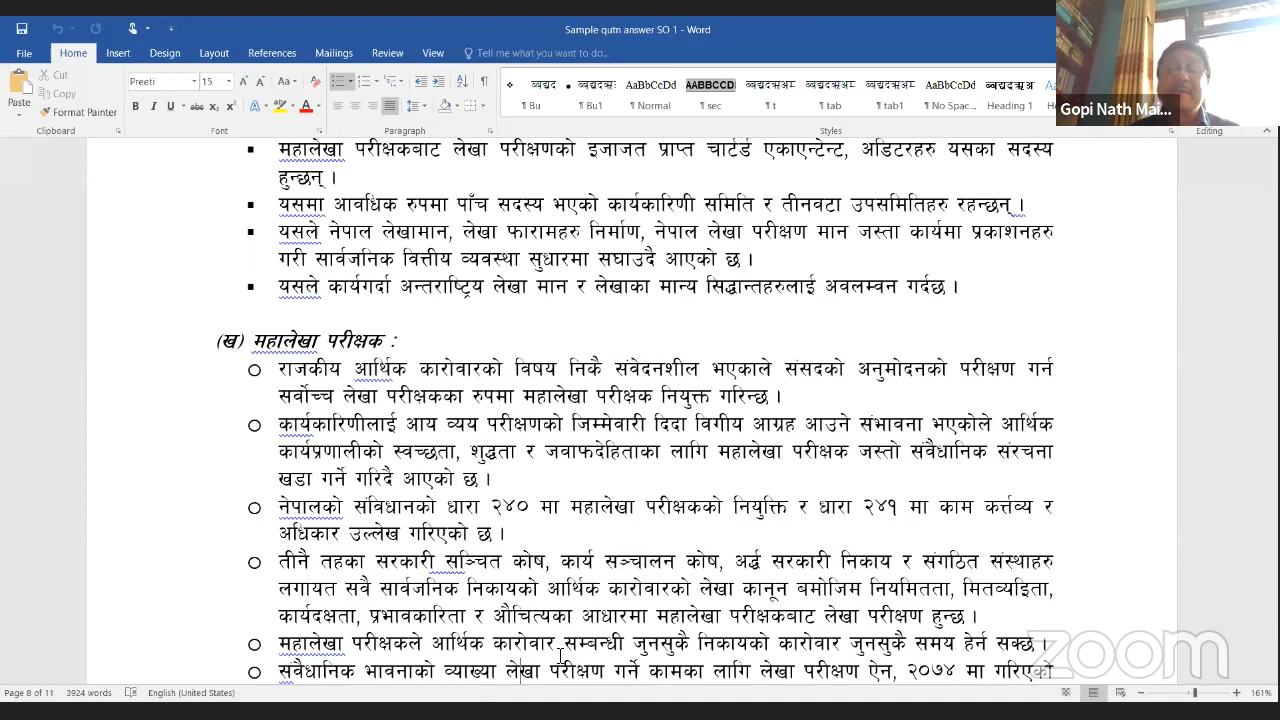 Sample qutn answer SO 1 - Word
File Home Insert Design Layout References Mailings Review View Tell me what you want to do...
Cut
Copy
Format Painter
Paste
Preeti 15
AaBbCcDd AABBCCD AaBbCcDd
¶ Bu ¶ Bu1 ¶ Normal ¶ sec ¶ t ¶ tab ¶ tab1 ¶ No Spac... Heading 1
Clipboard Font Paragraph Styles Editing
Gopi Nath Mai...
महालेखा परीक्षकबाट लेखा परीक्षणको इजाजत प्राप्त चार्टर्ड एकाएन्टेन्ट, अडिटरहरु यसका सदस्य
हुन्छन् ।
यसमा आवधिक रुपमा पाँच सदस्य भएको कार्यकारिणी समिति र तीनवटा उपसमितिहरु रहन्छन् ।
यसले नेपाल लेखामान, लेखा फारामहरु निर्माण, नेपाल लेखा परीक्षण मान जस्ता कार्यमा प्रकाशनहरु
गरी सार्वजनिक वित्तीय व्यवस्था सुधारमा सघाउदै आएको छ ।
यसले कार्यगर्दा अन्तराष्ट्रिय लेखा मान र लेखाका मान्य सिद्धान्तहरुलाई अवलम्वन गर्दछ ।
(ख) महालेखा परीक्षक :
राजकीय आर्थिक कारोवारको विषय निकै संवेदनशील भएकाले संसदको अनुमोदनको परीक्षण गर्न
सर्वोच्च लेखा परीक्षकका रुपमा महालेखा परीक्षक नियुक्त गरिन्छ ।
कार्यकारिणीलाई आय व्यय परीक्षणको जिम्मेवारी दिदा विगीय आग्रह आउने संभावना भएकोले आर्थिक
कार्यप्रणालीको स्वच्छता, शुद्धता र जवाफदेहिताका लागि महालेखा परीक्षक जस्तो संवैधानिक संरचना
खडा गर्ने गरिदै आएको छ ।
नेपालको संविधानको धारा २४० मा महालेखा परीक्षकको नियुक्ति र धारा २४१ मा काम कर्त्तव्य र
अधिकार उल्लेख गरिएको छ ।
तीनै तहका सरकारी सञ्चित कोष, कार्य सञ्चालन कोष, अर्द्ध सरकारी निकाय र संगठित संस्थाहरु
लगायत सवै सार्वजनिक निकायको आर्थिक कारोवारको लेखा कानून बमोजिम नियमितता, मितव्यइिता,
कार्यदक्षता, प्रभावकारिता र औचित्यका आधारमा महालेखा परीक्षकबाट लेखा परीक्षण हुन्छ ।
महालेखा परीक्षकले आर्थिक कारोवार सम्बन्धी जुनसुकै निकायको कारोवार जुनसुकै समय हेर्न सक्छ ।
संवैधानिक भावनाको व्याख्या लेखा परीक्षण गर्ने कामका लागि लेखा परीक्षण ऐन, २०७४ मा गरिएको
zoom
Page 8 of 11 3924 words English (United States) 161%